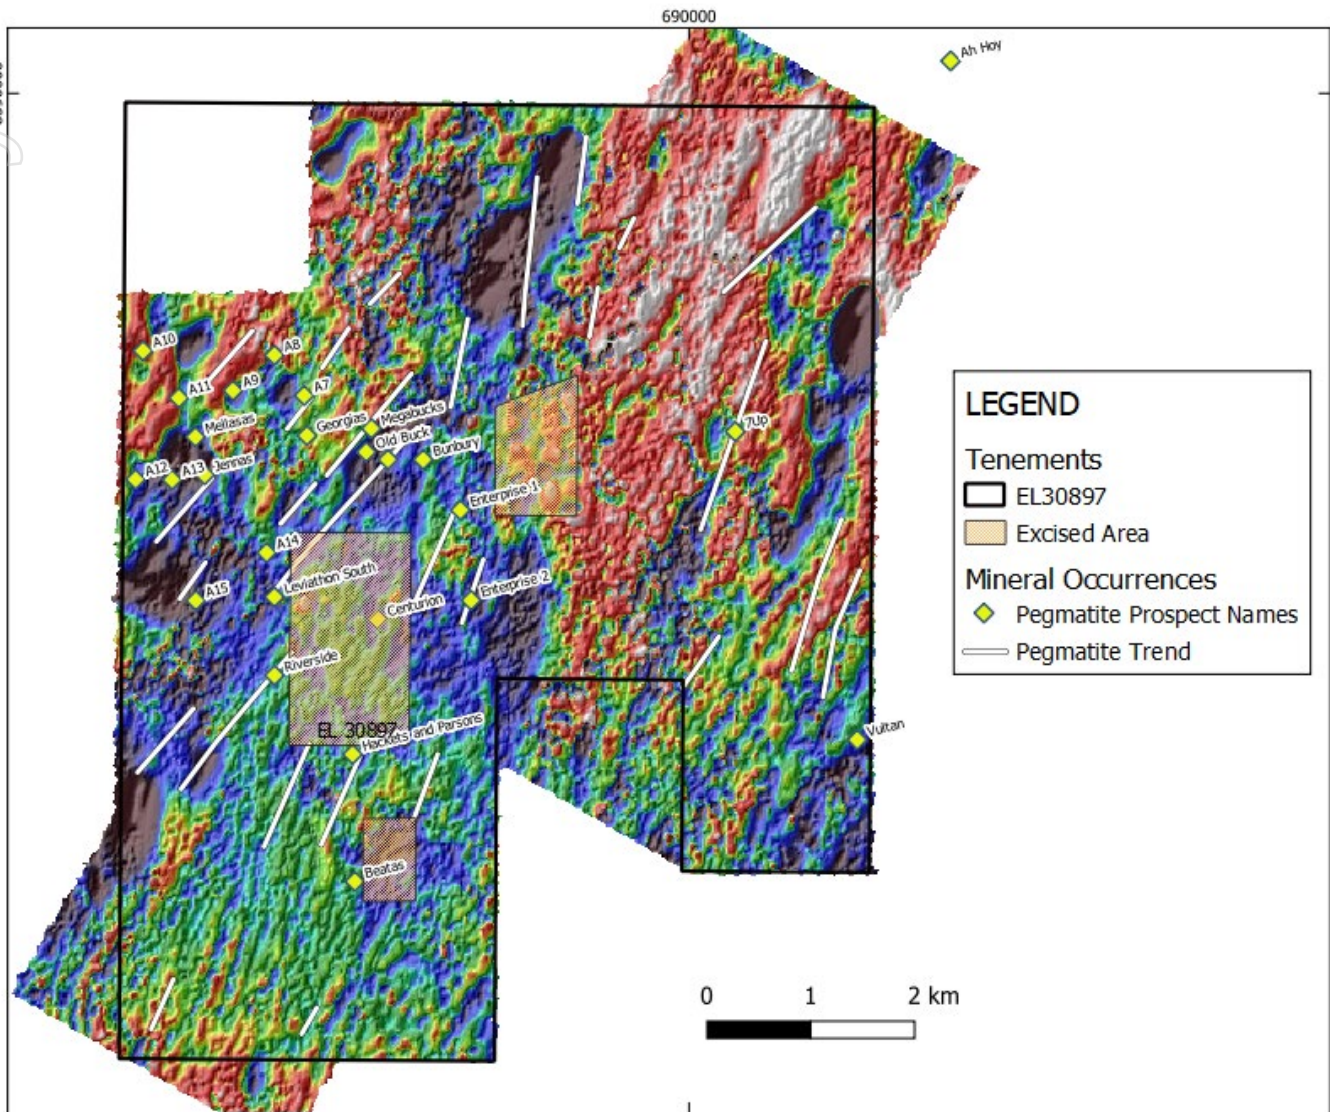 690000
Ah Hoy
A10
A8
A11
A9
A7
Mellasas
Georgias
Megabucks
Old Buck
Bunbury
7Up
A12
A13
Jennas
Enterprise 1
A14
Leviathon South
A15
Centurion
Enterprise 2
Riverside
EL 30897
Hackets and Parsons
Vultan
Beatas
LEGEND
Tenements
EL30897
Excised Area
Mineral Occurrences
Pegmatite Prospect Names
Pegmatite Trend
0 1 2 km